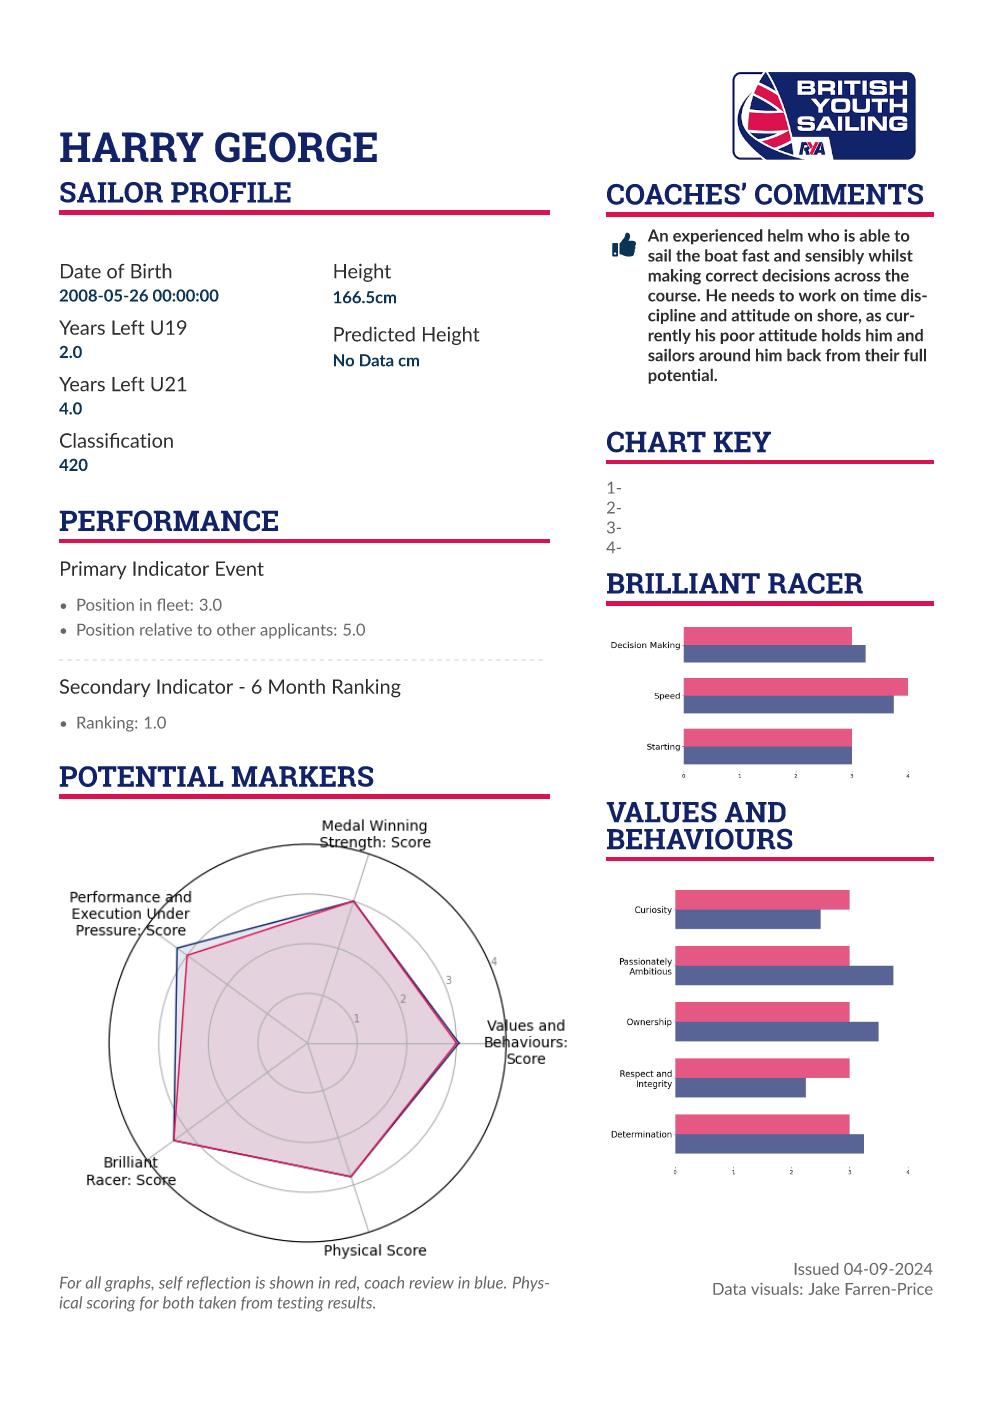 HARRY GEORGE
SAILOR PROFILE
Date of Birth
2008-05-26 00:00:00
Years Left U19
2.0
Years Left U21
4.0
Classification
420
Height
166.5cm
Predicted Height
No Data cm
PERFORMANCE
Primary Indicator Event
• Position in fleet: 3.0
• Position relative to other applicants: 5.0
Secondary Indicator - 6 Month Ranking
• Ranking: 1.0
POTENTIAL MARKERS
Medal Winning
Strength: Score
Performance and
Execution Under
Pressure: Score
4
3
2
1
Values and
Behaviours:
Score
Brilliant
Racer: Score
Physical Score
For all graphs, self reflection is shown in red, coach review in blue. Phys-
ical scoring for both taken from testing results.
BRITISH
YOUTH
SAILING
RYA
COACHES’ COMMENTS
An experienced helm who is able to
sail the boat fast and sensibly whilst
making correct decisions across the
course. He needs to work on time dis-
cipline and attitude on shore, as cur-
rently his poor attitude holds him and
sailors around him back from their full
potential.
CHART KEY
1-
2-
3-
4-
BRILLIANT RACER
Decision Making
Speed
Starting
0 1 2 3 4
VALUES AND
BEHAVIOURS
Curiosity
Passionately
Ambitious
Ownership
Respect and
Integrity
Determination
0 1 2 3 4
Issued 04-09-2024
Data visuals: Jake Farren-Price